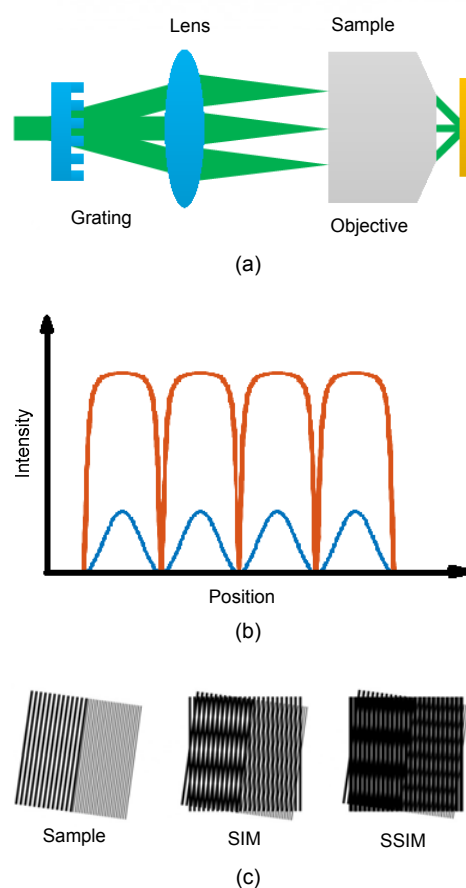 Lens
Sample
Grating
Objective
(a)
Intensity
Position
(b)
Sample
SIM
SSIM
(c)